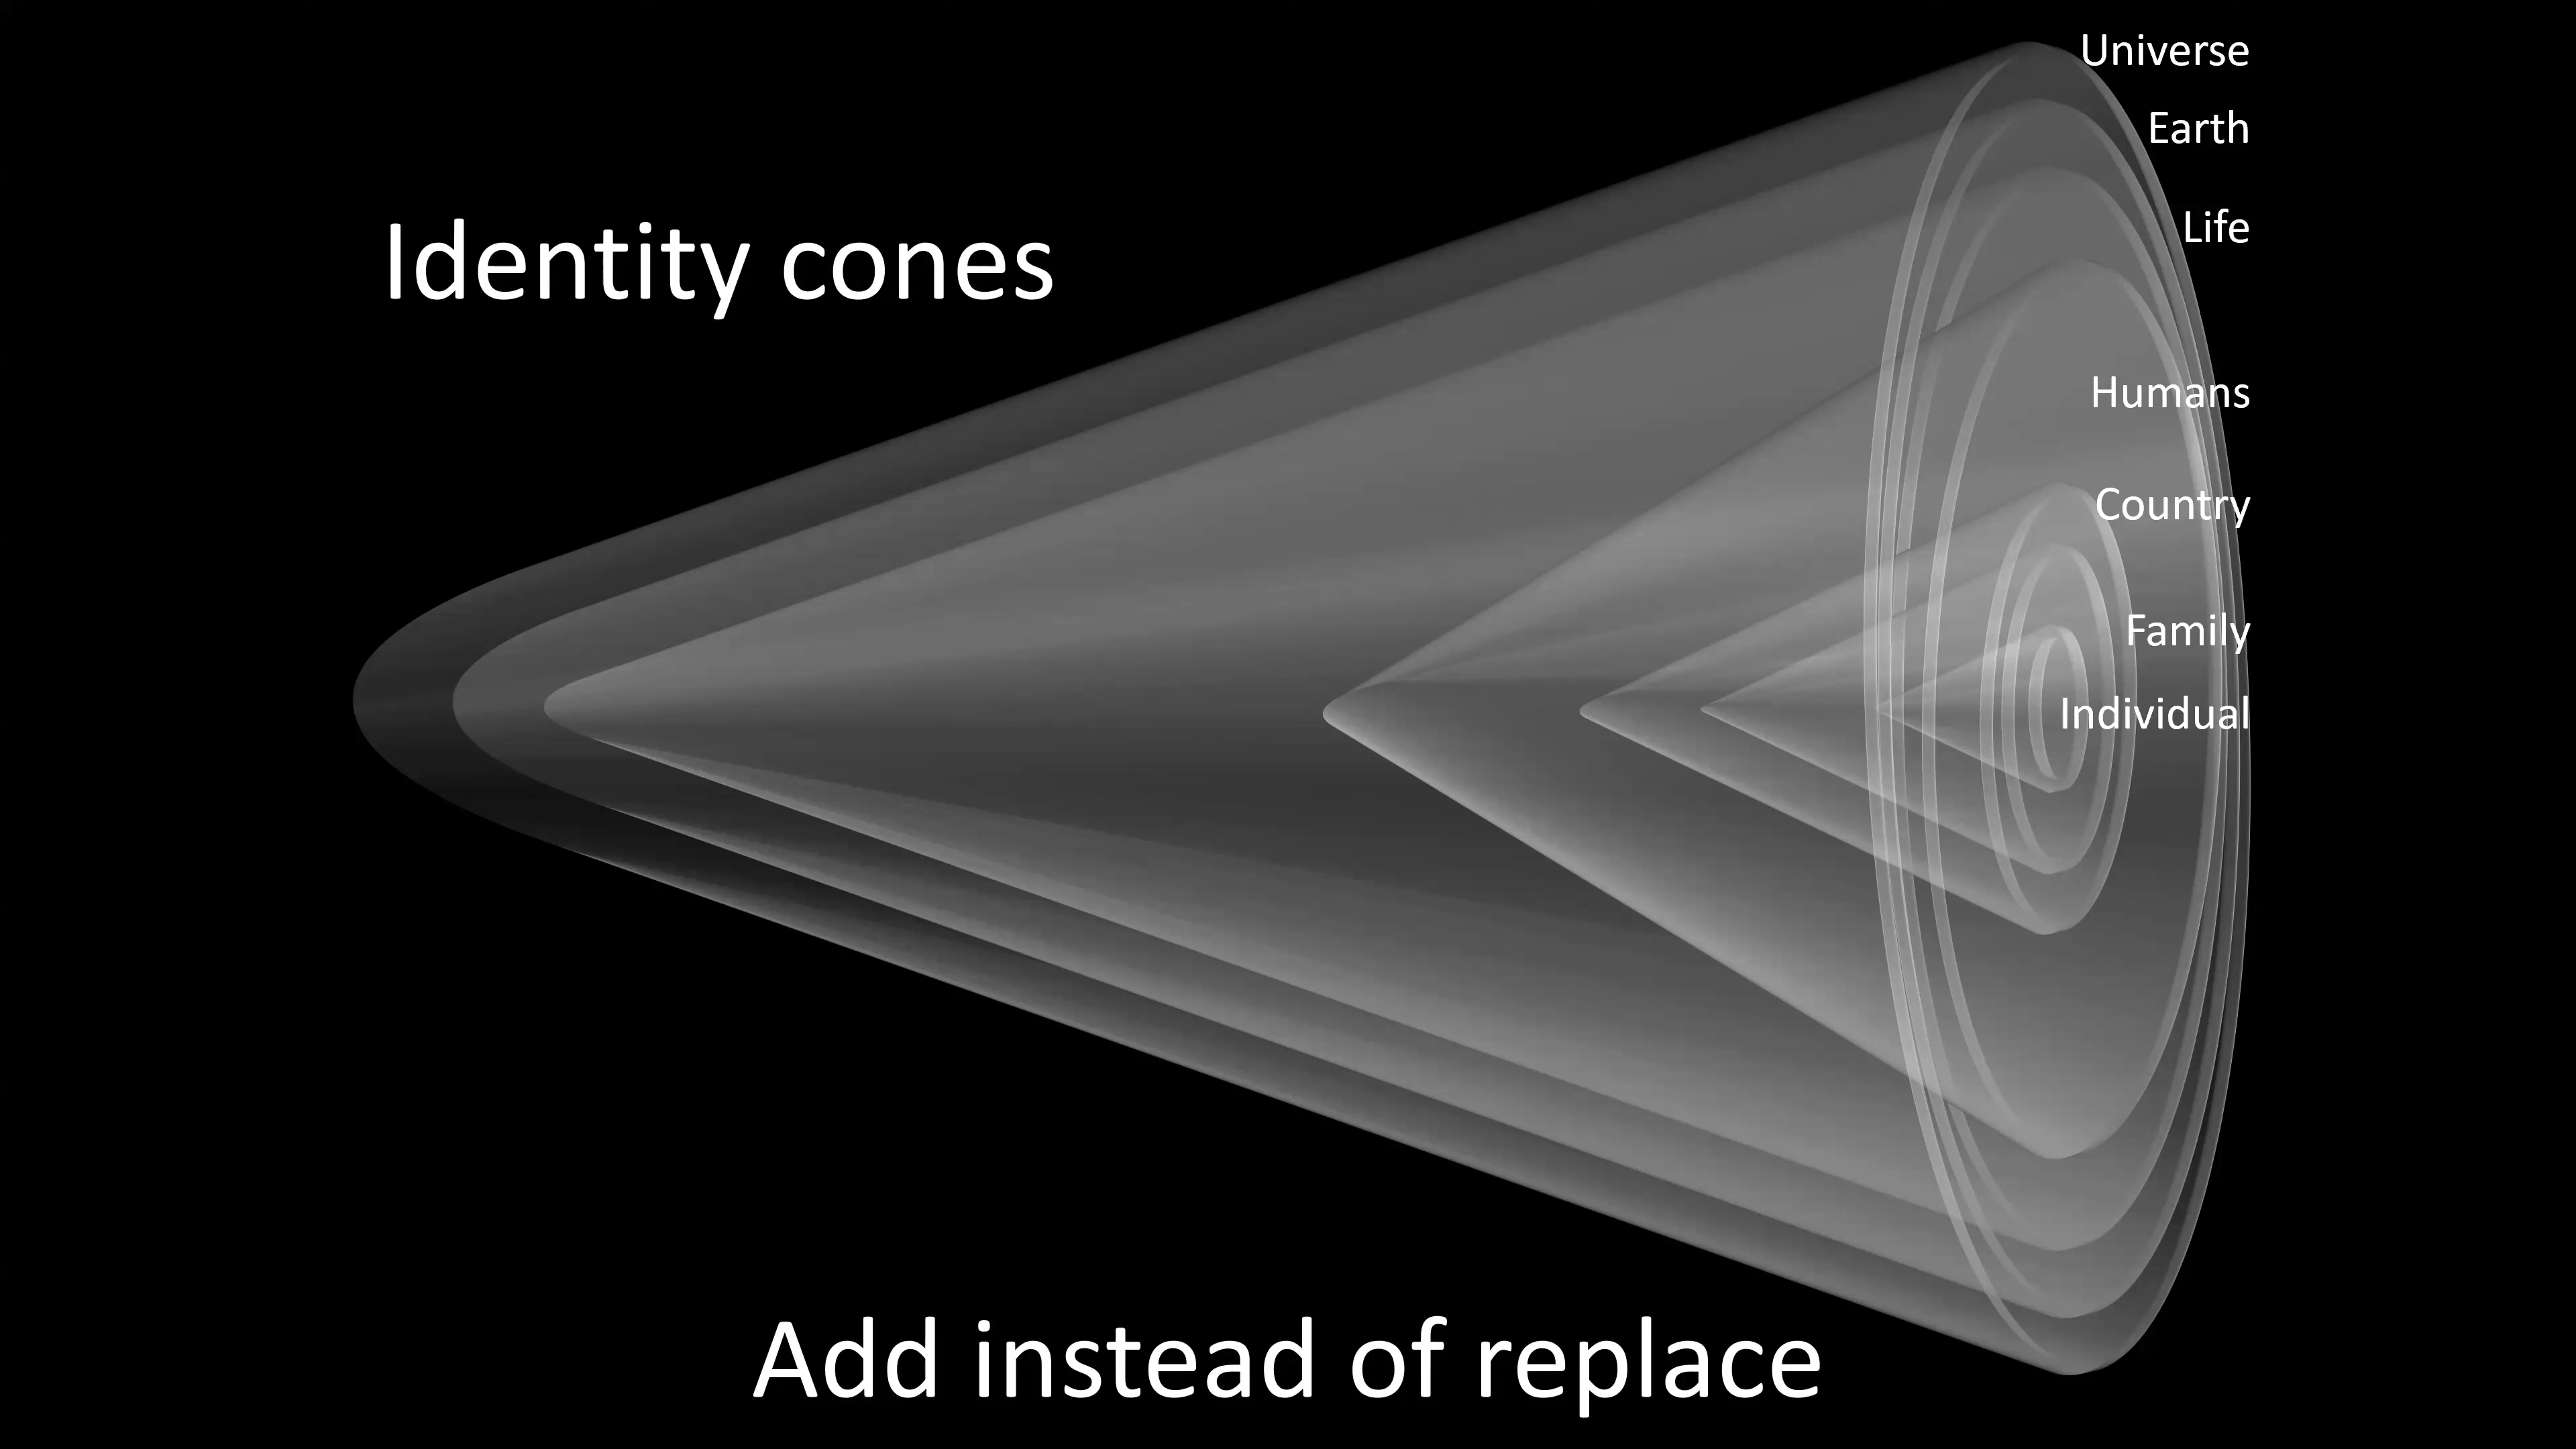 Universe
Earth
Life
Identity cones
Humans
Country
Family
Individual
Add instead of replace